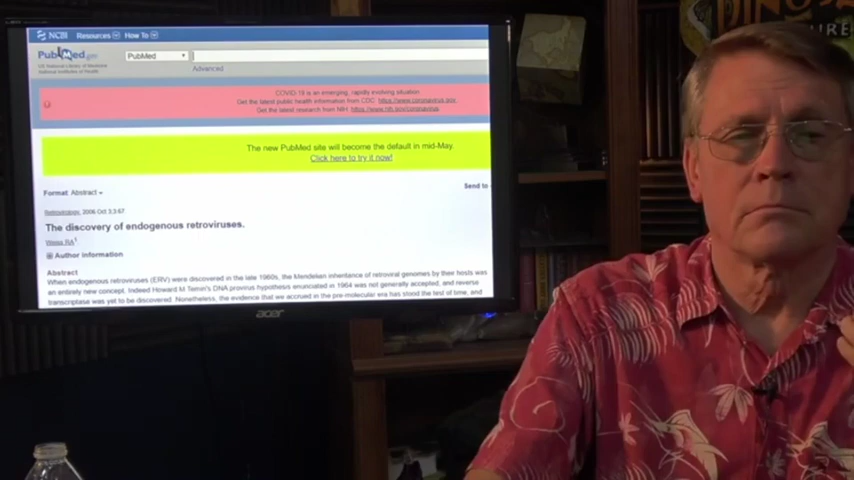 NCBI Resources How To
PubMed.gov
US National Library of Medicine
National Institutes of Health
PubMed
Advanced
COVID-19 is an emerging, rapidly evolving situation.
Get the latest public health information from CDC: https://www.coronavirus.gov
Get the latest research from NIH: https://www.nih.gov/coronavirus
The new PubMed site will become the default in mid-May.
Click here to try it now!
Format: Abstract
Send to
Retrovirology. 2006 Oct 3;3:67.
The discovery of endogenous retroviruses.
Weiss RA1.
Author information
Abstract
When endogenous retroviruses (ERV) were discovered in the late 1960s, the Mendelian inheritance of retroviral genomes by their hosts was
an entirely new concept. Indeed Howard M Temin's DNA provirus hypothesis enunciated in 1964 was not generally accepted, and reverse
transcriptase was yet to be discovered. Nonetheless, the evidence that we accrued in the pre-molecular era has stood the test of time, and
acer
DINOS
URE